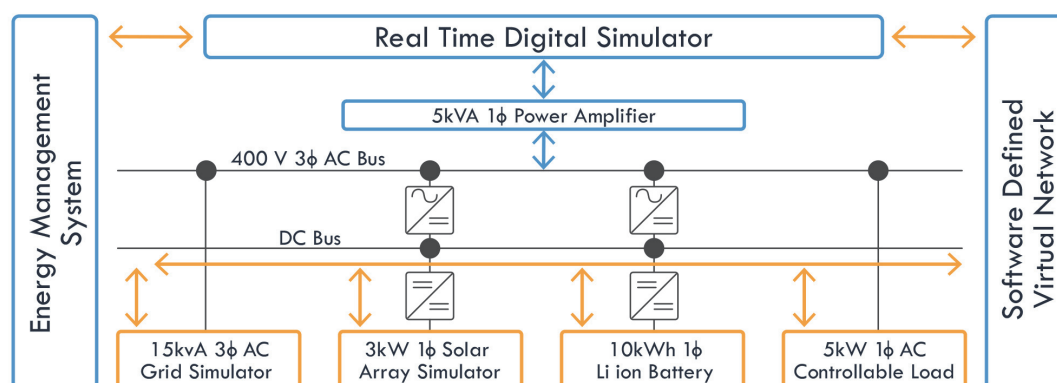 Real Time Digital Simulator
5kVA 1ϕ Power Amplifier
400 V 3ϕ AC Bus
DC Bus
Energy Management
System
Software Defined
Virtual Network
15kvA 3ϕ AC
Grid Simulator
3kW 1ϕ Solar
Array Simulator
10kWh 1ϕ
Li ion Battery
5kW 1ϕ AC
Controllable Load